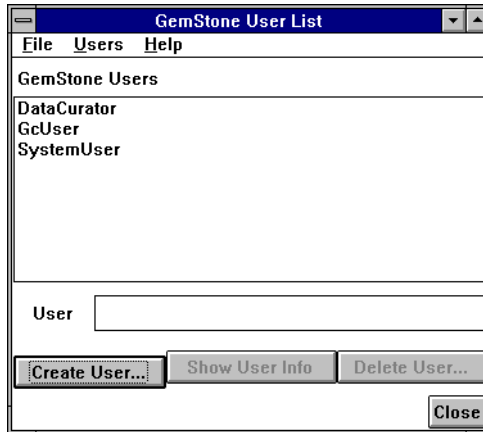 GemStone User List
File Users Help
GemStone Users
DataCurator
GcUser
SystemUser
User
Create User... Show User Info Delete User...
Close